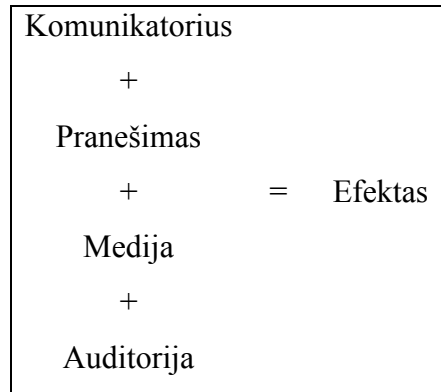 Komunikatorius
+
Pranešimas
+ = Efektas
Medija
+
Auditorija